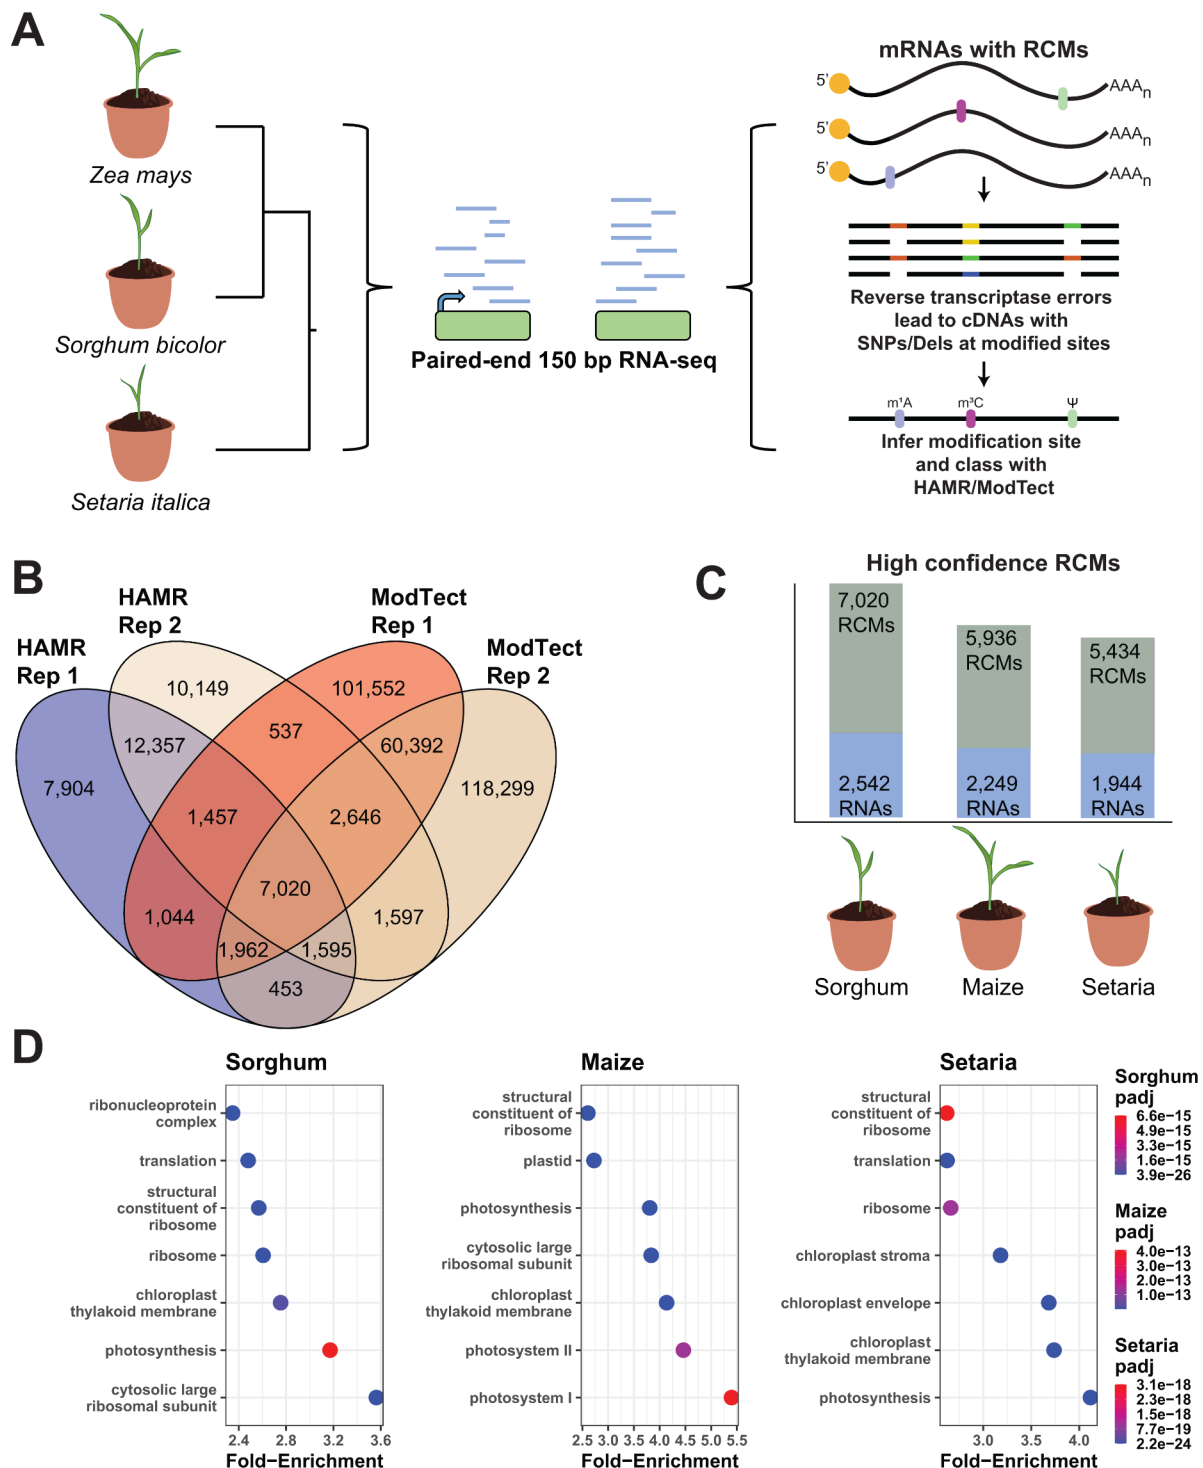 A
Zea mays
Sorghum bicolor
Setaria italica
Paired-end 150 bp RNA-seq
mRNAs with RCMs
5' AAAn
5' AAAn
5' AAAn
Reverse transcriptase errors
lead to cDNAs with
SNPs/Dels at modified sites
m¹A m³C Ψ
Infer modification site
and class with
HAMR/ModTect
B
HAMR
Rep 1
HAMR
Rep 2
ModTect
Rep 1
ModTect
Rep 2
10,149
101,552
12,357
537
60,392
7,904
118,299
1,457
2,646
7,020
1,044
1,597
1,962
1,595
453
C
High confidence RCMs
7,020
RCMs
2,542
RNAs
5,936
RCMs
2,249
RNAs
5,434
RCMs
1,944
RNAs
Sorghum
Maize
Setaria
D
Sorghum
ribonucleoprotein
complex
translation
structural
constituent of
ribosome
ribosome
chloroplast
thylakoid membrane
photosynthesis
cytosolic large
ribosomal subunit
2.4 2.8 3.2 3.6
Fold−Enrichment
Maize
structural
constituent of
ribosome
plastid
photosynthesis
cytosolic large
ribosomal subunit
chloroplast
thylakoid membrane
photosystem II
photosystem I
2.5 3.0 3.5 4.0 4.5 5.0 5.5
Fold−Enrichment
Setaria
structural
constituent of
ribosome
translation
ribosome
chloroplast stroma
chloroplast envelope
chloroplast
thylakoid membrane
photosynthesis
3.0 3.5 4.0
Fold−Enrichment
Sorghum
padj
6.6e−15
4.9e−15
3.3e−15
1.6e−15
3.9e−26
Maize
padj
4.0e−13
3.0e−13
2.0e−13
1.0e−13
Setaria
padj
3.1e−18
2.3e−18
1.5e−18
7.7e−19
2.2e−24